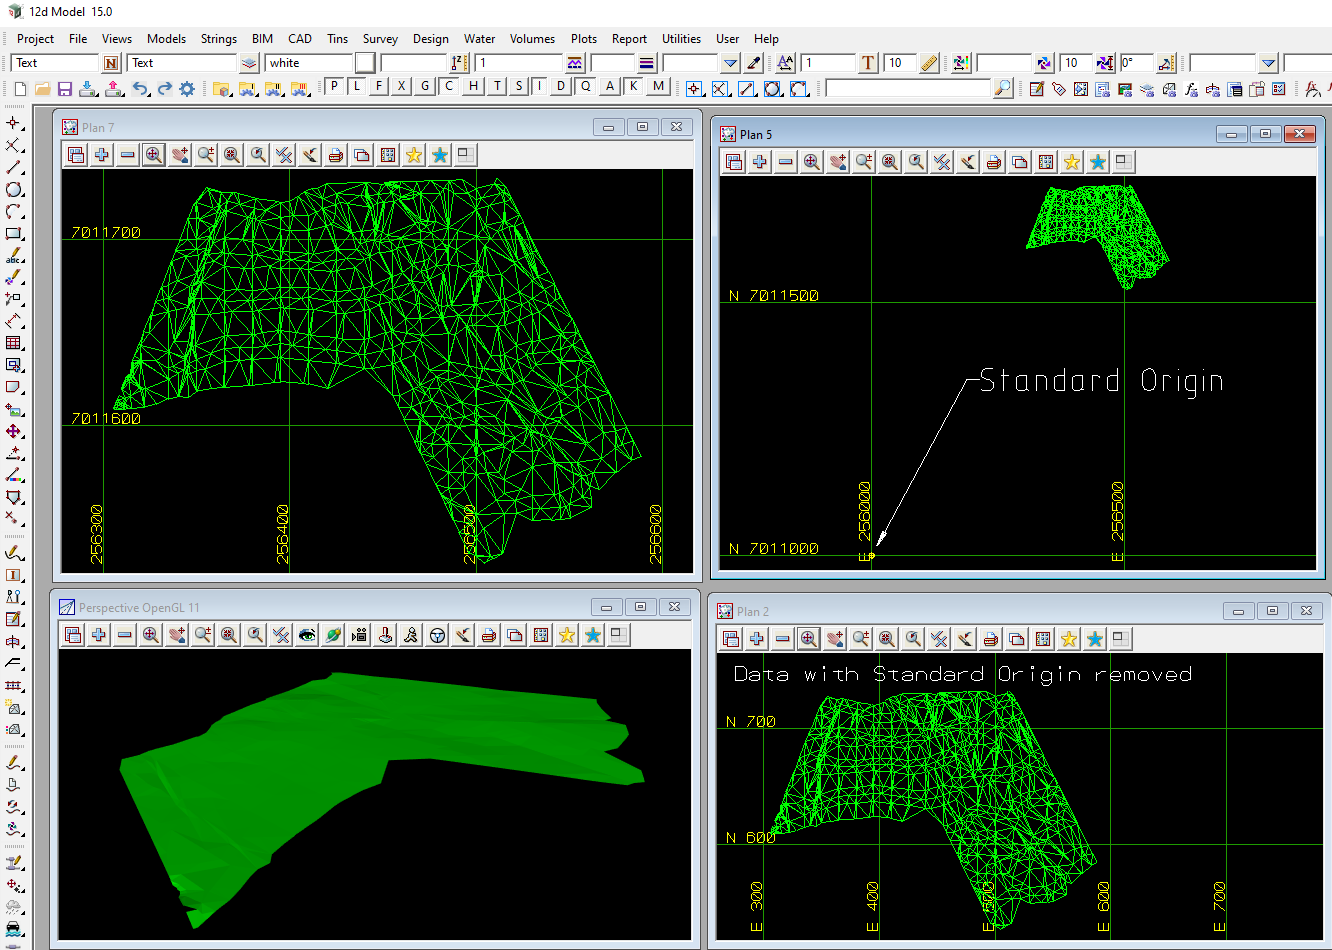 12d Model 15.0
Project File Views Models Strings BIM CAD Tins Survey Design Water Volumes Plots Report Utilities User Help
Text N Text white 1 1 T 10 10 0°
P L F X G C H T S I D Q A K M
Plan 7
7011700
7011600
256300
256400
256500
256600
Plan 5
N 7011500
Standard Origin
E 256000
E 256500
N 7011000
abc
Perspective OpenGL 11
Plan 2
Data with Standard Origin removed
N 700
N 600
E 300
E 400
E 500
E 600
E 700